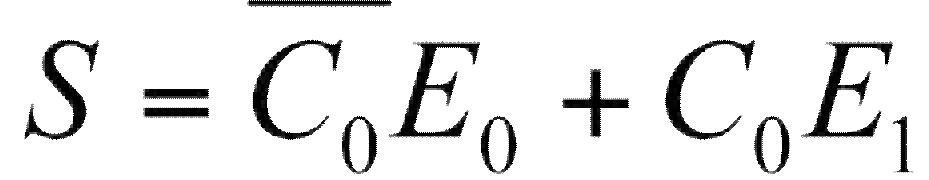 S = \overline{C_0}E_0 + C_0E_1